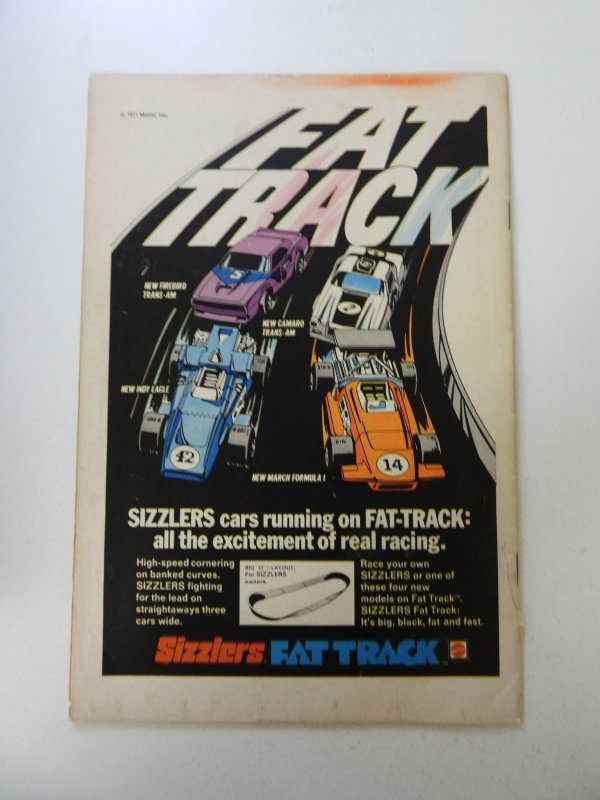 © 1971 Mattel Inc.
FAT
TRACK
NEW FIREBIRD
TRANS-AM
NEW CAMARO
TRANS-AM
NEW INDY EAGLE
42
14
NEW MARCH FORMULA I
SIZZLERS cars running on FAT-TRACK:
all the excitement of real racing.
High-speed cornering
on banked curves.
SIZZLERS fighting
for the lead on
straightaways three
cars wide.
BIG "O"—LAYOUT:
For SIZZLERS
owners.
Race your own
SIZZLERS or one of
these four new
models on Fat Track™.
SIZZLERS Fat Track:
It's big, black, fat and fast.
Sizzlers FAT TRACK™